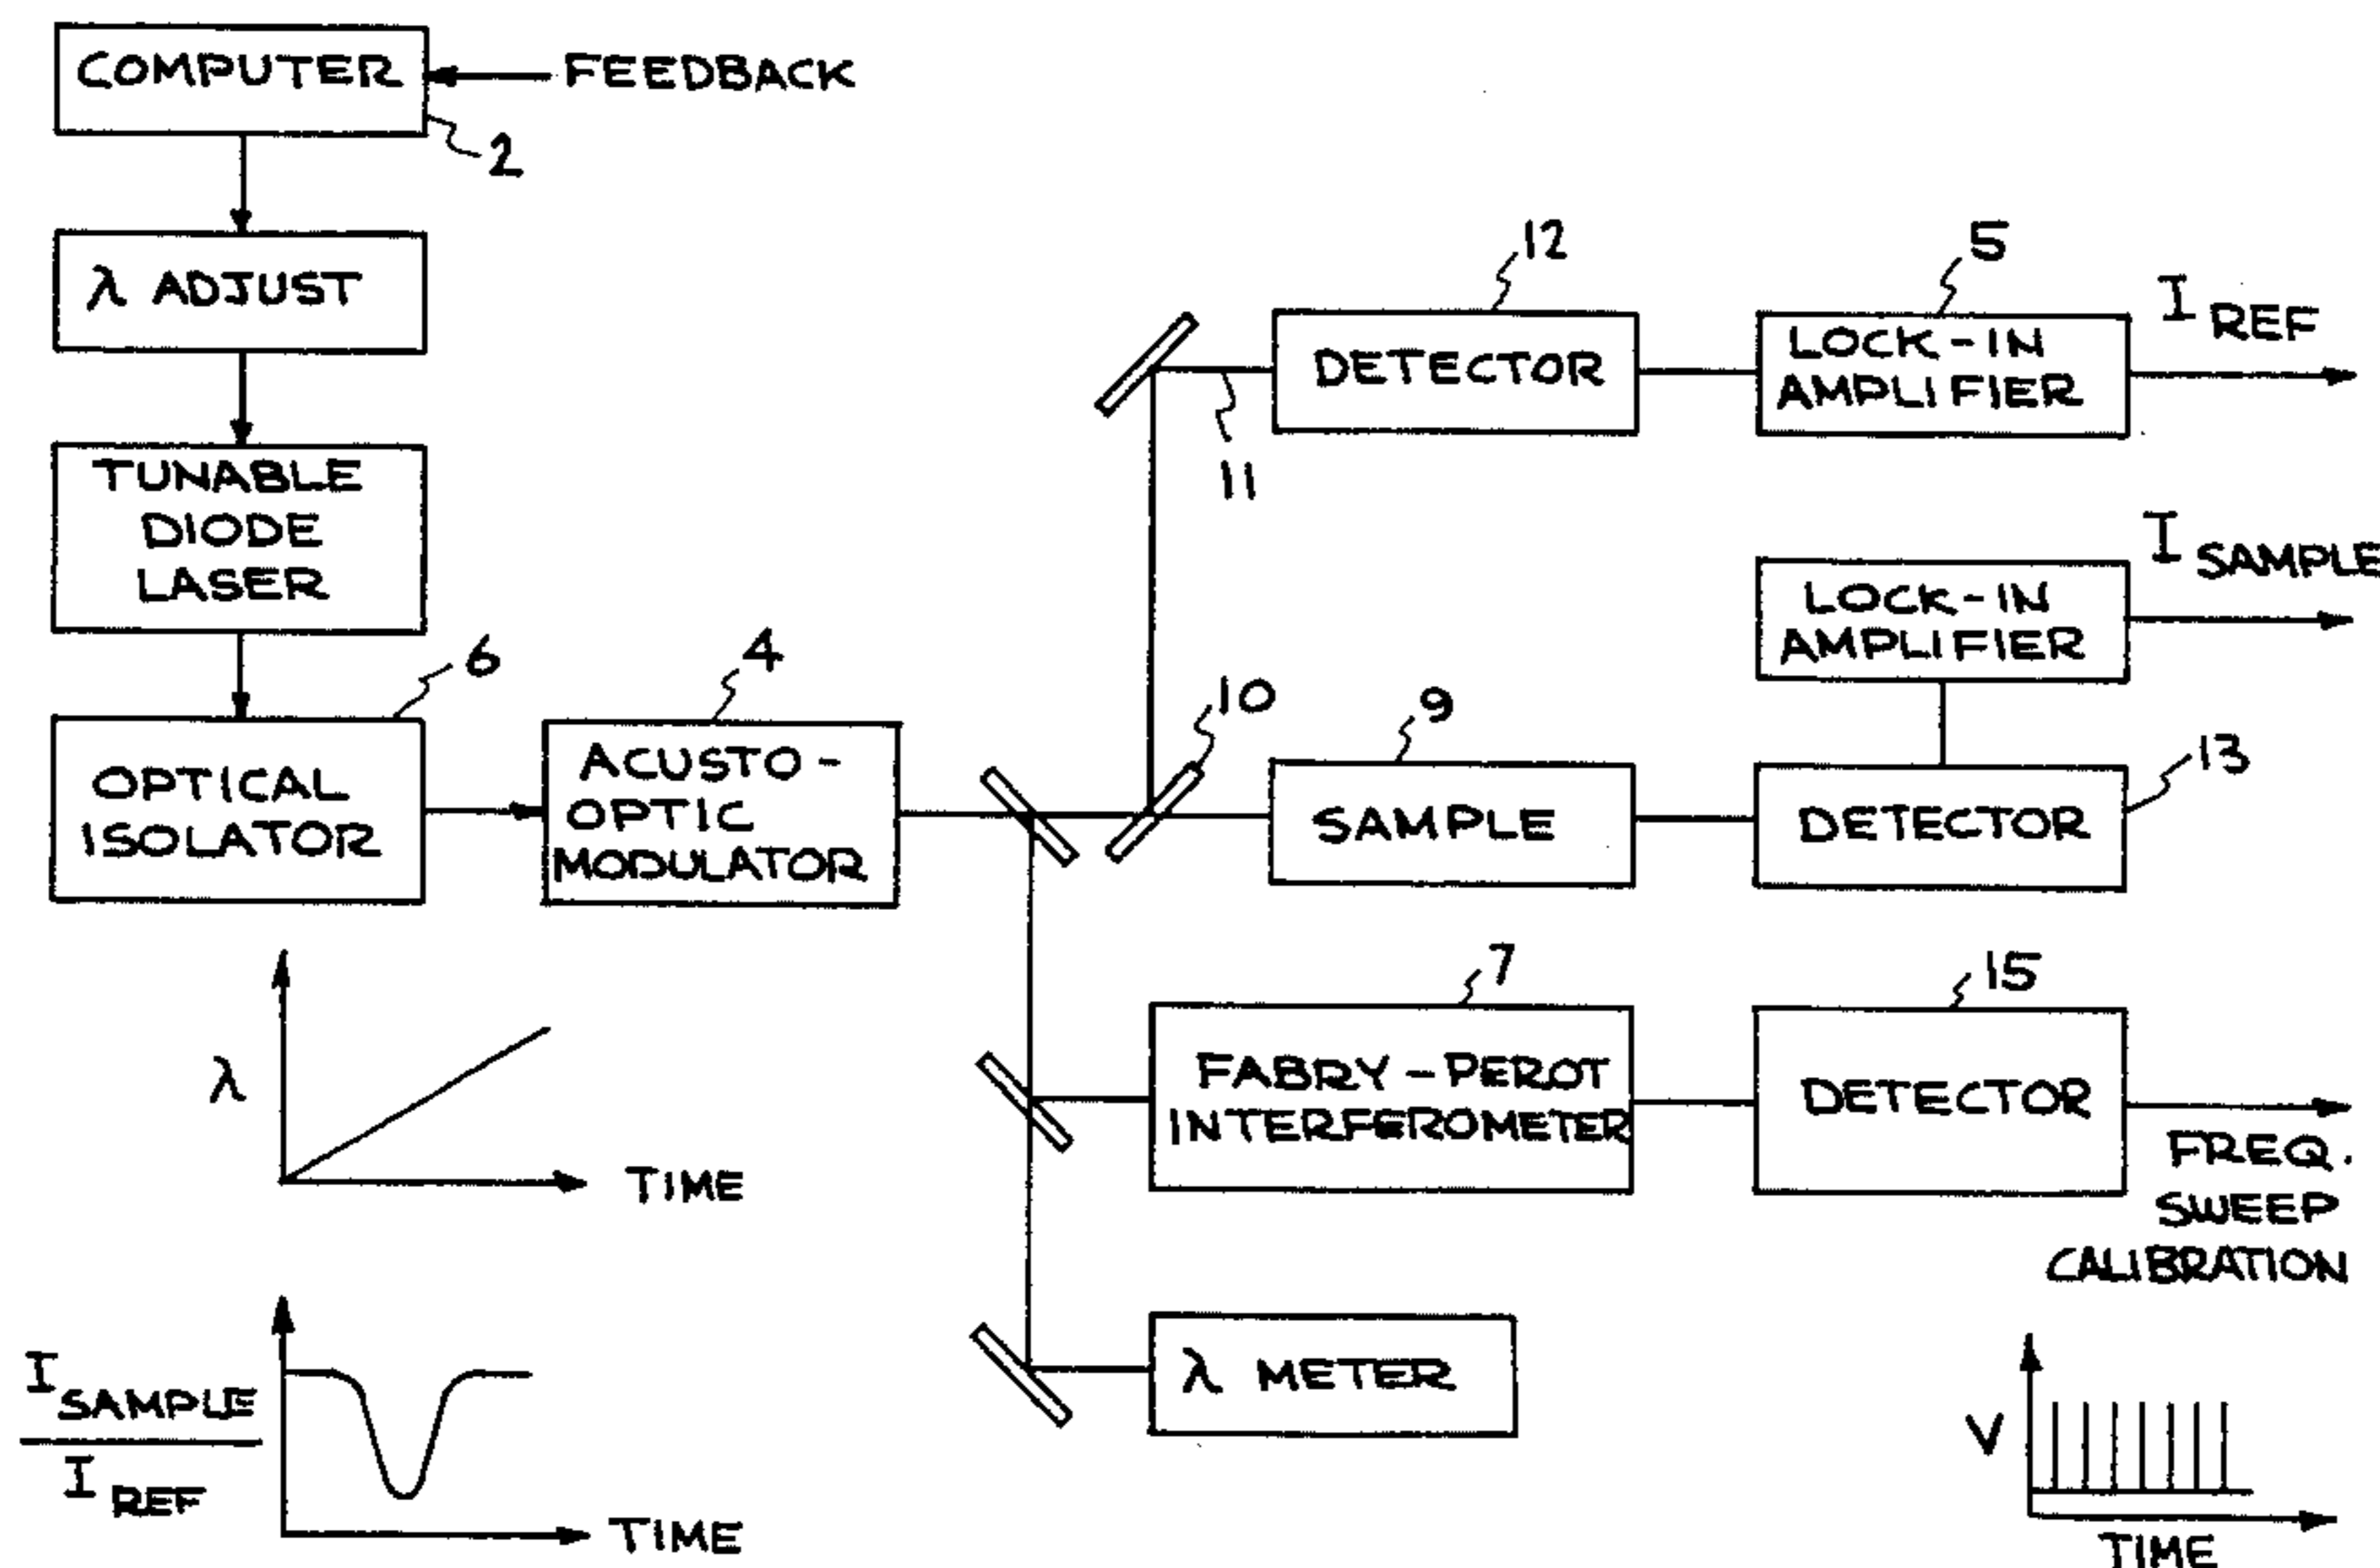 COMPUTER
FEEDBACK
2
λ ADJUST
TUNABLE
DIODE
LASER
6
OPTICAL
ISOLATOR
4
ACUSTO-
OPTIC
MODULATOR
12
DETECTOR
11
5
LOCK-IN
AMPLIFIER
I REF
10
9
SAMPLE
LOCK-IN
AMPLIFIER
I SAMPLE
13
DETECTOR
7
FABRY-PEROT
INTERFEROMETER
15
DETECTOR
FREQ.
SWEEP
CALIBRATION
λ METER
λ
TIME
I SAMPLE
I REF
TIME
V
TIME